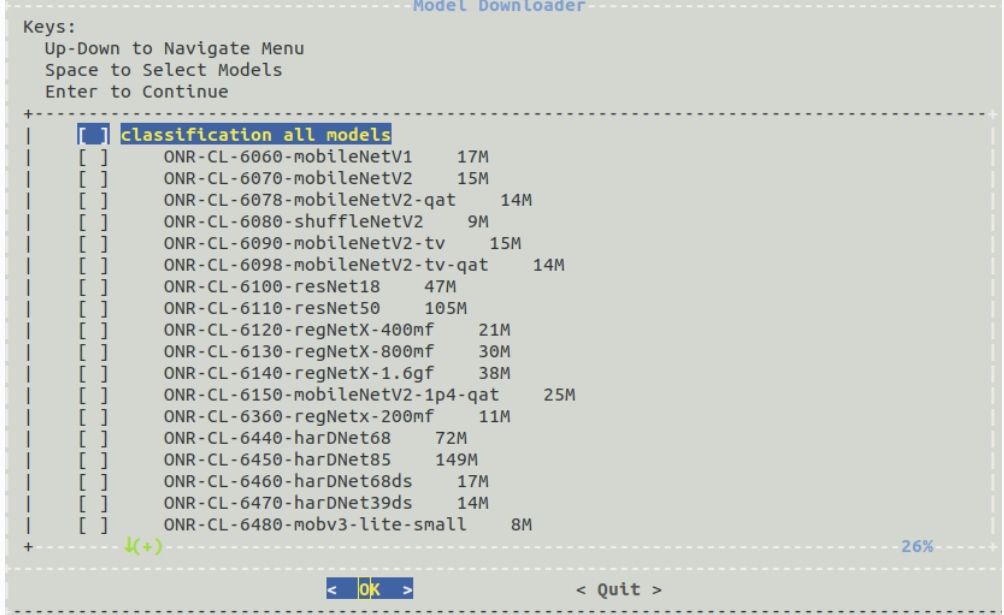 Model Downloader
Keys:
Up-Down to Navigate Menu
Space to Select Models
Enter to Continue
[ ] classification all models
[ ] ONR-CL-6060-mobileNetV1 17M
[ ] ONR-CL-6070-mobileNetV2 15M
[ ] ONR-CL-6078-mobileNetV2-qat 14M
[ ] ONR-CL-6080-shuffleNetV2 9M
[ ] ONR-CL-6090-mobileNetV2-tv 15M
[ ] ONR-CL-6098-mobileNetV2-tv-qat 14M
[ ] ONR-CL-6100-resNet18 47M
[ ] ONR-CL-6110-resNet50 105M
[ ] ONR-CL-6120-regNetX-400mf 21M
[ ] ONR-CL-6130-regNetX-800mf 30M
[ ] ONR-CL-6140-regNetX-1.6gf 38M
[ ] ONR-CL-6150-mobileNetV2-1p4-qat 25M
[ ] ONR-CL-6360-regNetx-200mf 11M
[ ] ONR-CL-6440-harDNet68 72M
[ ] ONR-CL-6450-harDNet85 149M
[ ] ONR-CL-6460-harDNet68ds 17M
[ ] ONR-CL-6470-harDNet39ds 14M
[ ] ONR-CL-6480-mobv3-lite-small 8M
↓(+) 26%
< OK > < Quit >